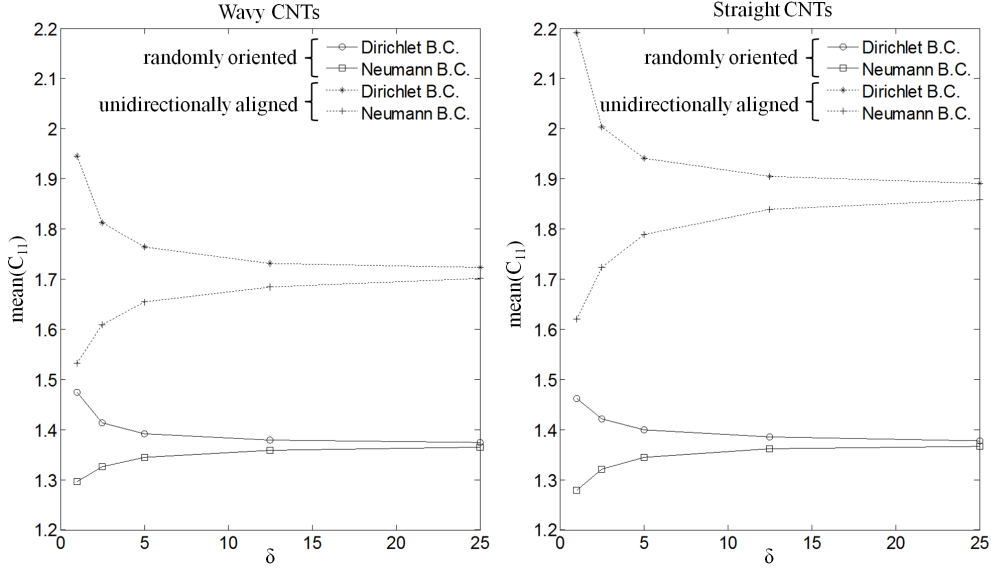 Wavy CNTs
randomly oriented
Dirichlet B.C.
Neumann B.C.
unidirectionally aligned
Dirichlet B.C.
Neumann B.C.
2.2
2.1
2
1.9
1.8
1.7
1.6
1.5
1.4
1.3
1.2
mean(C₁₁)
0
5
10
15
20
25
δ
Straight CNTs
randomly oriented
Dirichlet B.C.
Neumann B.C.
unidirectionally aligned
Dirichlet B.C.
Neumann B.C.
2.2
2.1
2
1.9
1.8
1.7
1.6
1.5
1.4
1.3
1.2
mean(C₁₁)
0
5
10
15
20
25
δ